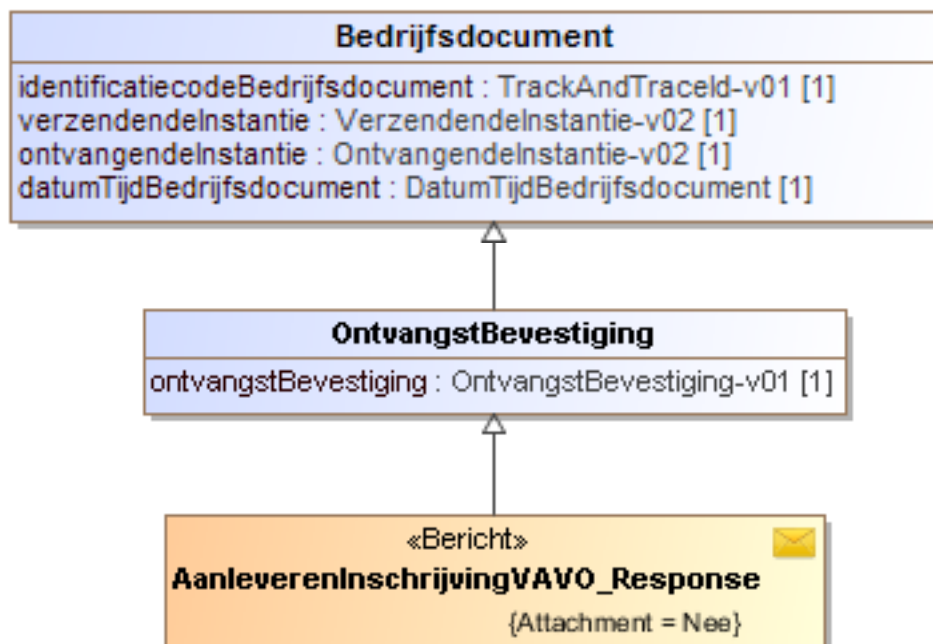 Bedrijfsdocument
identificatiecodeBedrijfsdocument : TrackAndTraceId-v01 [1]
verzendendeInstantie : VerzendendeInstantie-v02 [1]
ontvangendeInstantie : OntvangendeInstantie-v02 [1]
datumTijdBedrijfsdocument : DatumTijdBedrijfsdocument [1]
OntvangstBevestiging
ontvangstBevestiging : OntvangstBevestiging-v01 [1]
«Bericht»
AanleverenInschrijvingVAVO_Response
{Attachment = Nee}